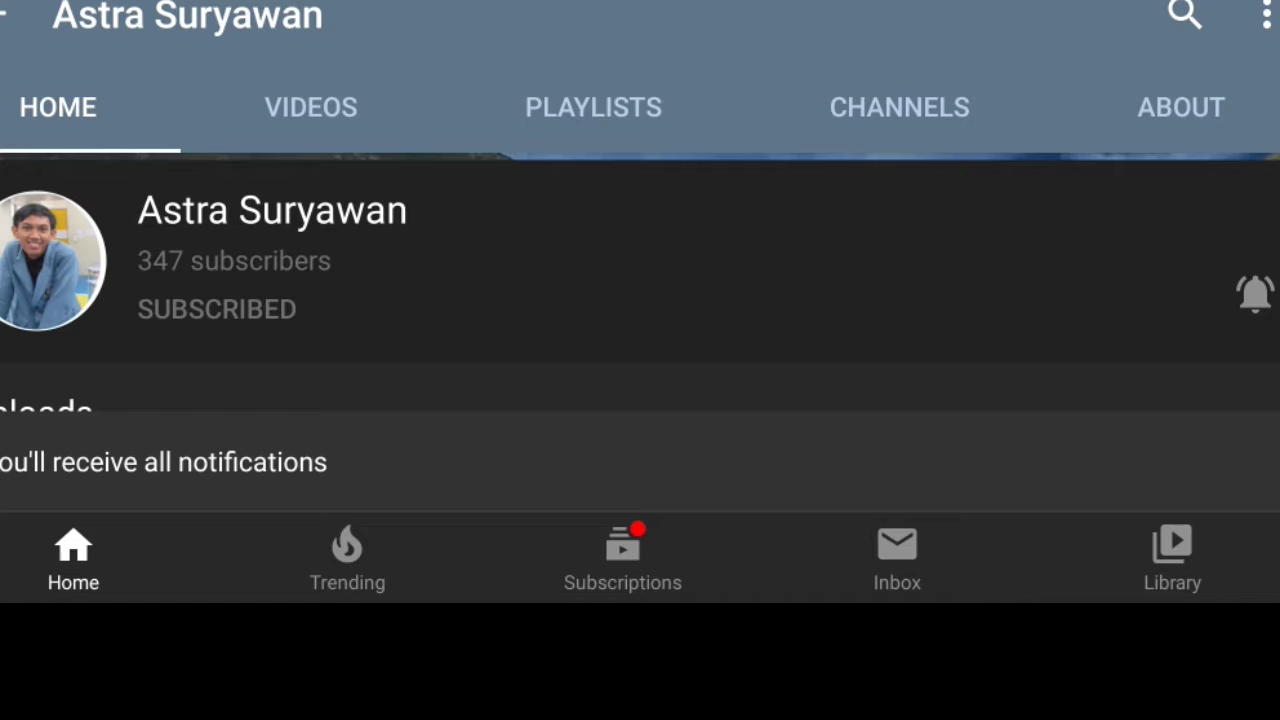 Astra Suryawan
HOME VIDEOS PLAYLISTS CHANNELS ABOUT
Astra Suryawan
347 subscribers
SUBSCRIBED
ou'll receive all notifications
Home Trending Subscriptions Inbox Library